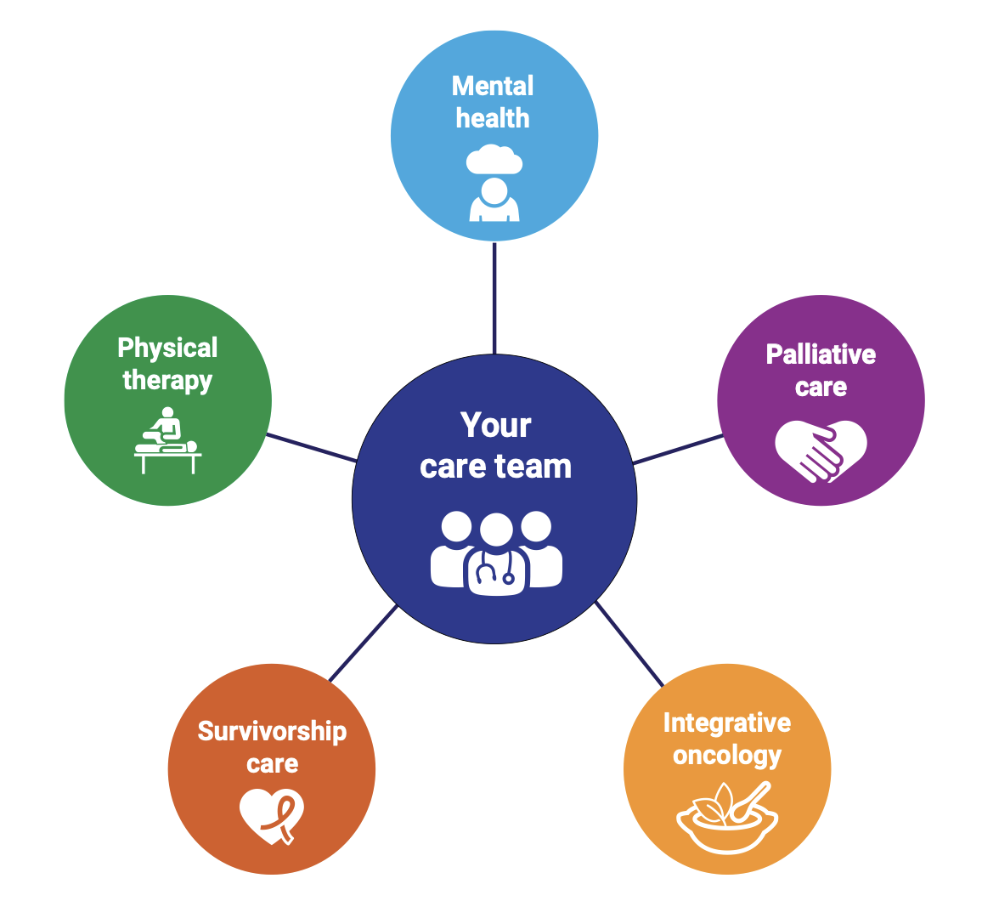 Mental
health
Physical
therapy
Palliative
care
Your
care team
Survivorship
care
Integrative
oncology